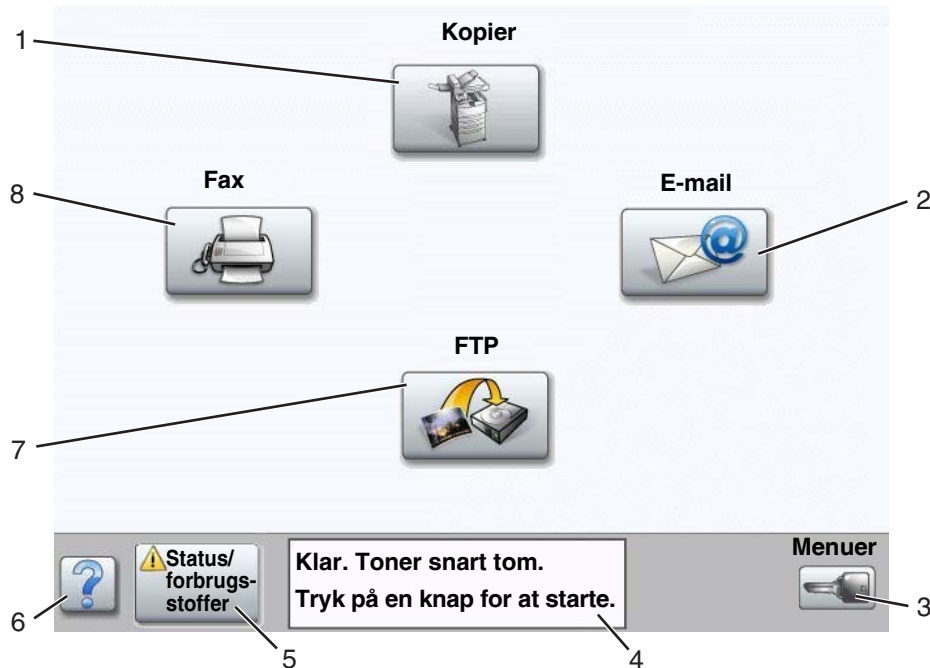 Kopier
1
Fax
8
E-mail
2
FTP
7
Status/
forbrugs-
stoffer
Klar. Toner snart tom.
Tryk på en knap for at starte.
Menuer
6
5
4
3